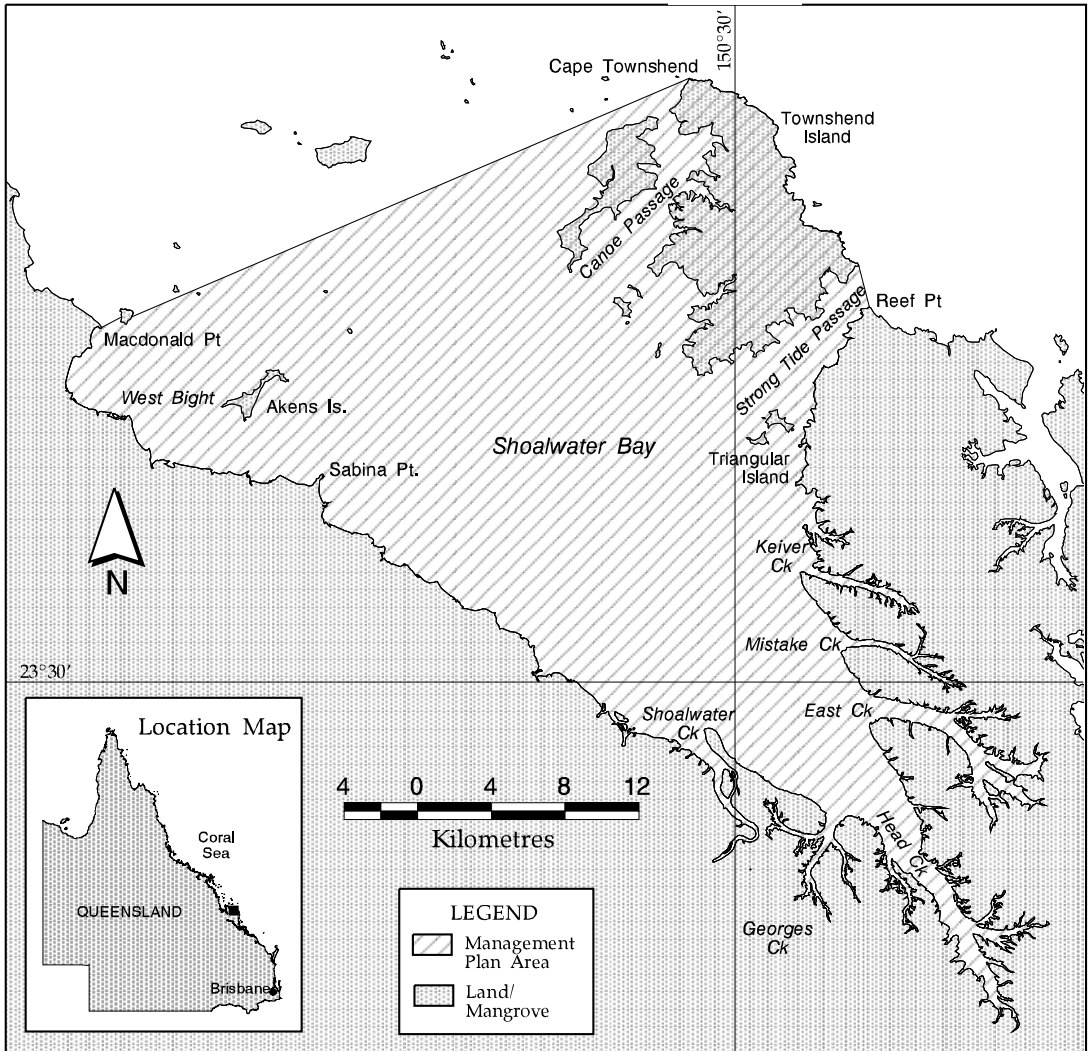 150°30'
Cape Townshend
Townshend
Island
Canoe Passage
Reef Pt
Macdonald Pt
Strong Tide Passage
West Bight
Akens Is.
Shoalwater Bay
Triangular
Island
Sabina Pt.
N
Keiver
Ck
Mistake Ck
23°30'
East Ck
Shoalwater
Ck
Head Ck
Georges
Ck
Location Map
Coral
Sea
QUEENSLAND
Brisbane
4 0 4 8 12
Kilometres
LEGEND
Management
Plan Area
Land/
Mangrove